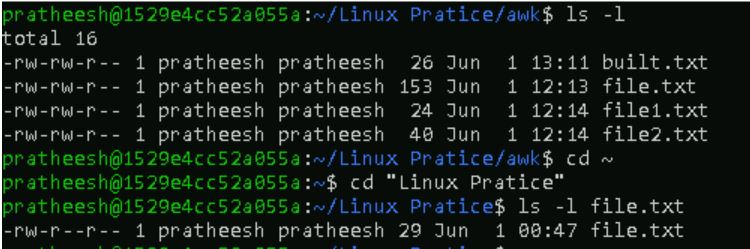 pratheesh@1529e4cc52a055a:~/Linux Pratice/awk$ ls -l
total 16
-rw-rw-r-- 1 pratheesh pratheesh  26 Jun  1 13:11 built.txt
-rw-rw-r-- 1 pratheesh pratheesh 153 Jun  1 12:13 file.txt
-rw-rw-r-- 1 pratheesh pratheesh  24 Jun  1 12:14 file1.txt
-rw-rw-r-- 1 pratheesh pratheesh  40 Jun  1 12:14 file2.txt
pratheesh@1529e4cc52a055a:~/Linux Pratice/awk$ cd ~
pratheesh@1529e4cc52a055a:~$ cd "Linux Pratice"
pratheesh@1529e4cc52a055a:~/Linux Pratice$ ls -l file.txt
-rw-r--r-- 1 pratheesh pratheesh 29 Jun  1 00:47 file.txt